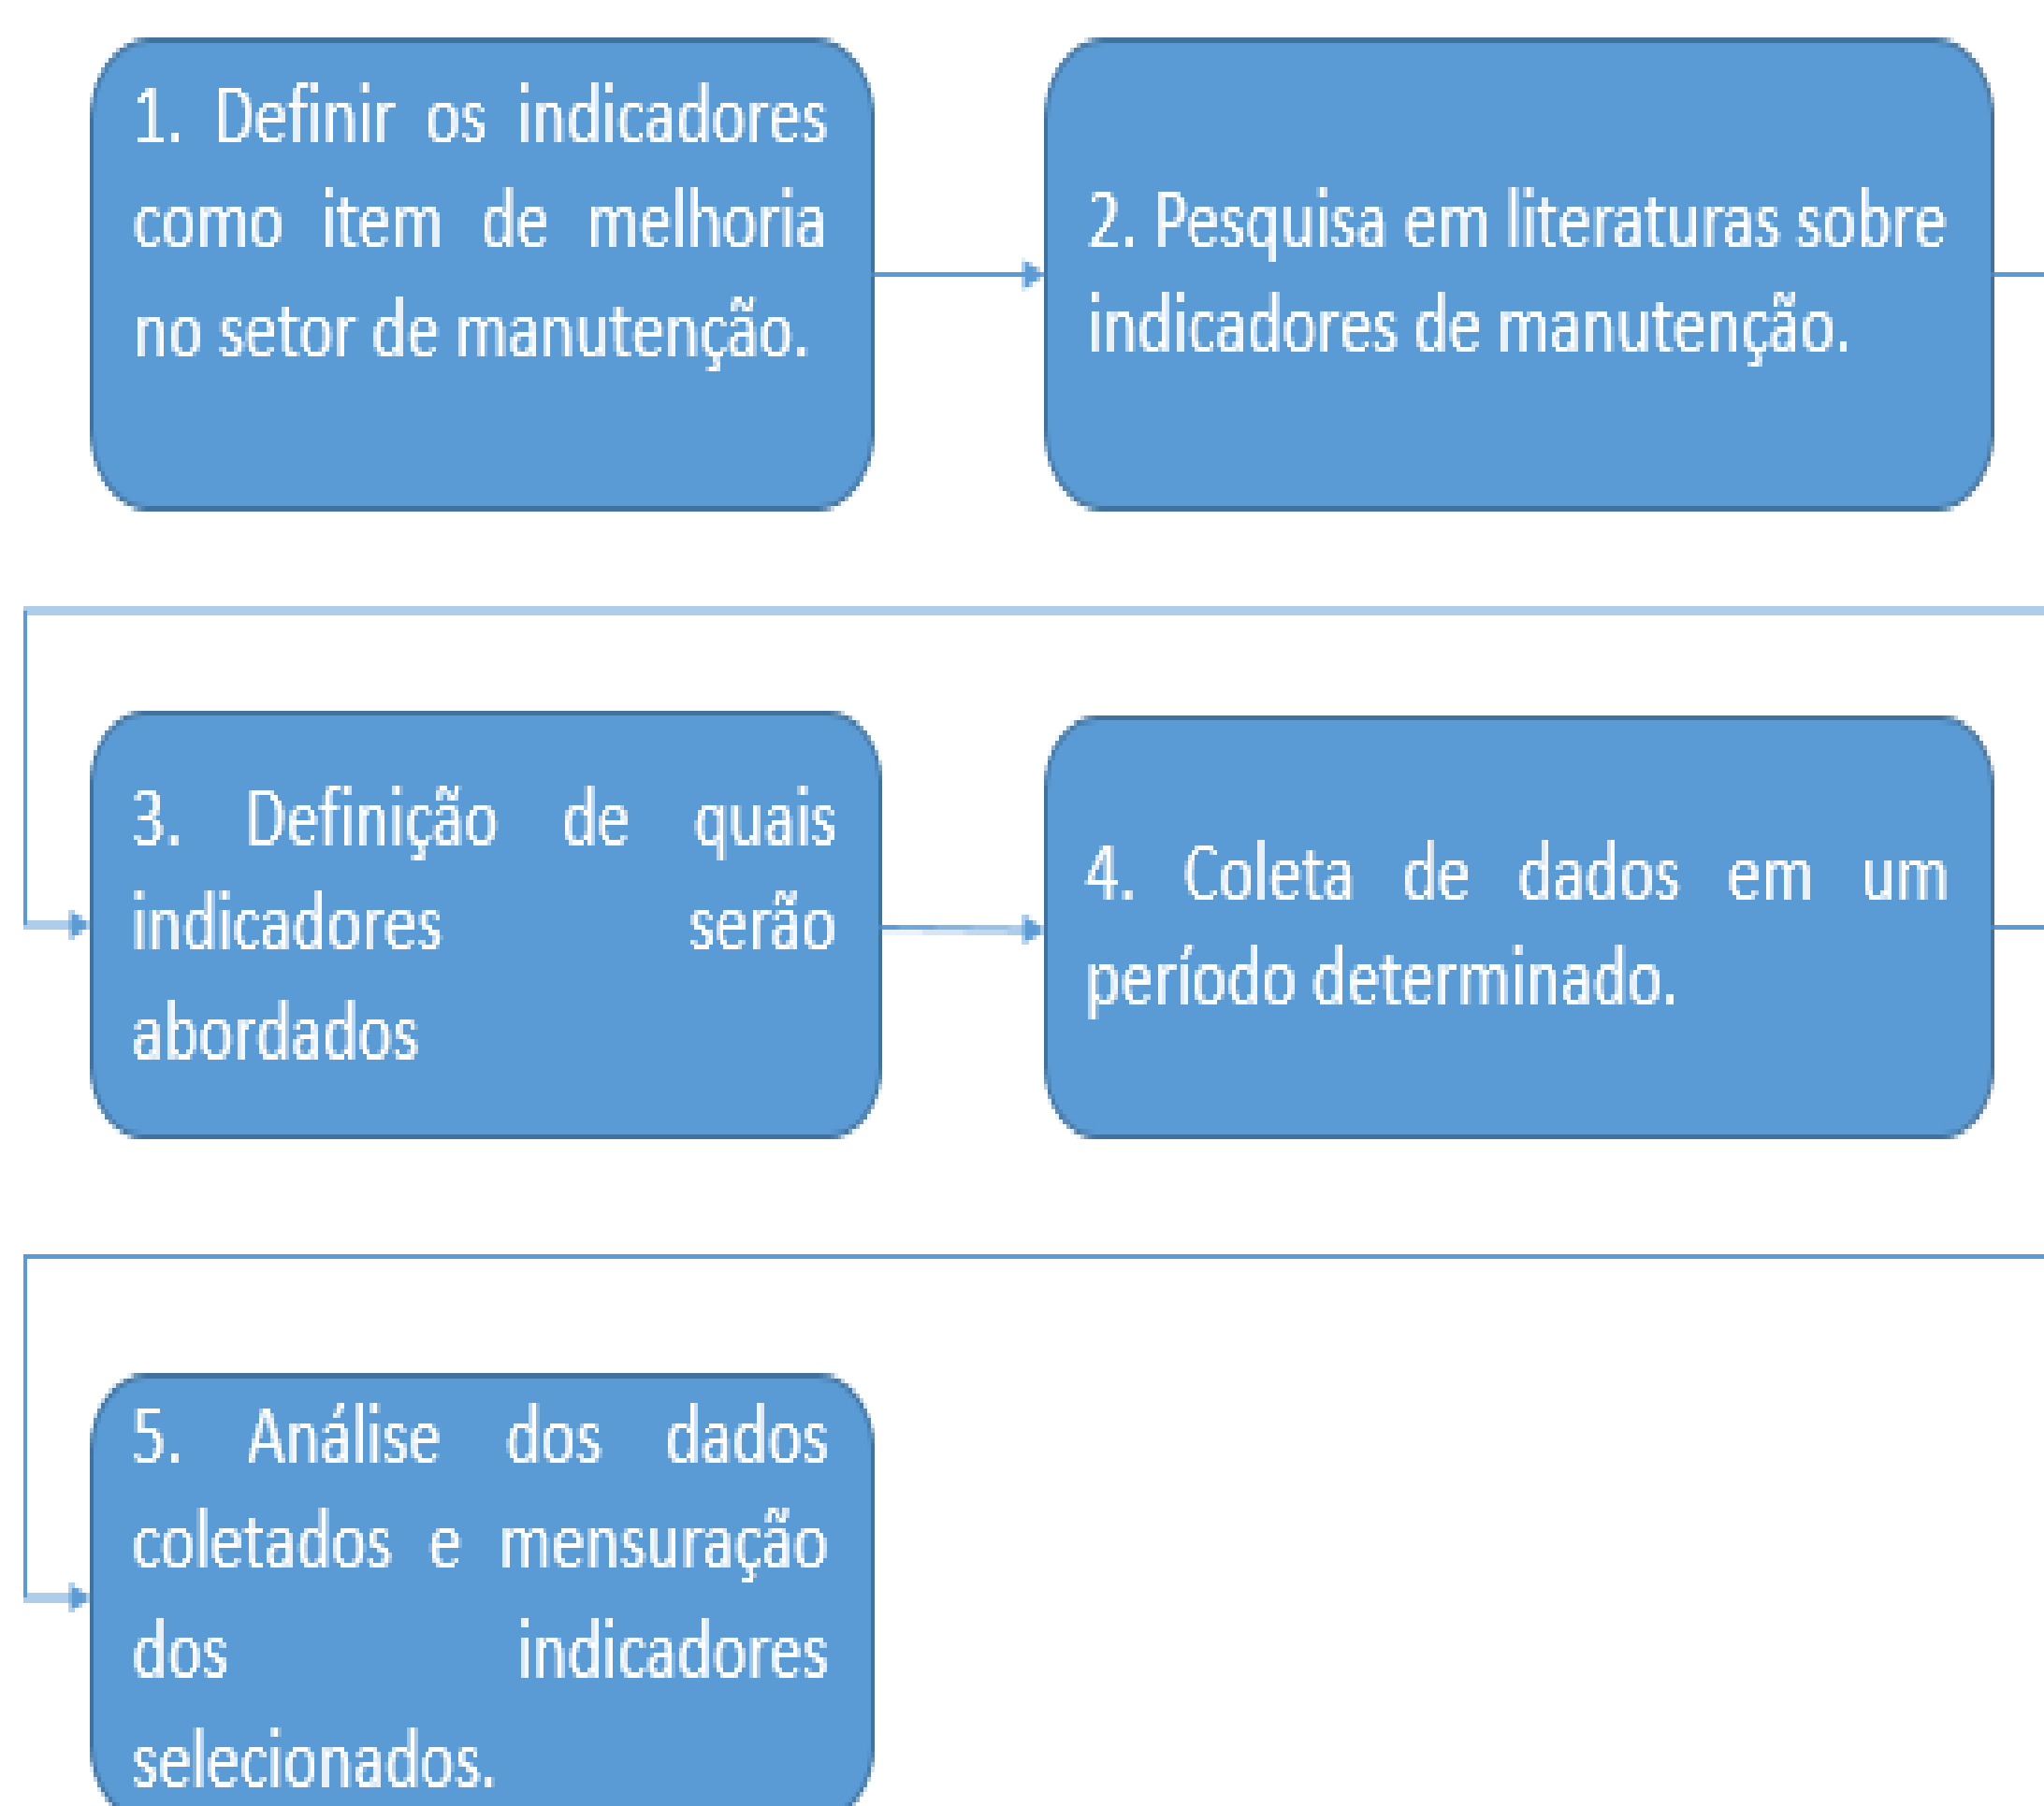 1. Definir os indicadores
como item de melhoria
no setor de manutenção.
2. Pesquisa em literaturas sobre
indicadores de manutenção.
3. Definição de quais
indicadores serão
abordados
4. Coleta de dados em um
período determinado.
5. Análise dos dados
coletados e mensuração
dos indicadores
selecionados.